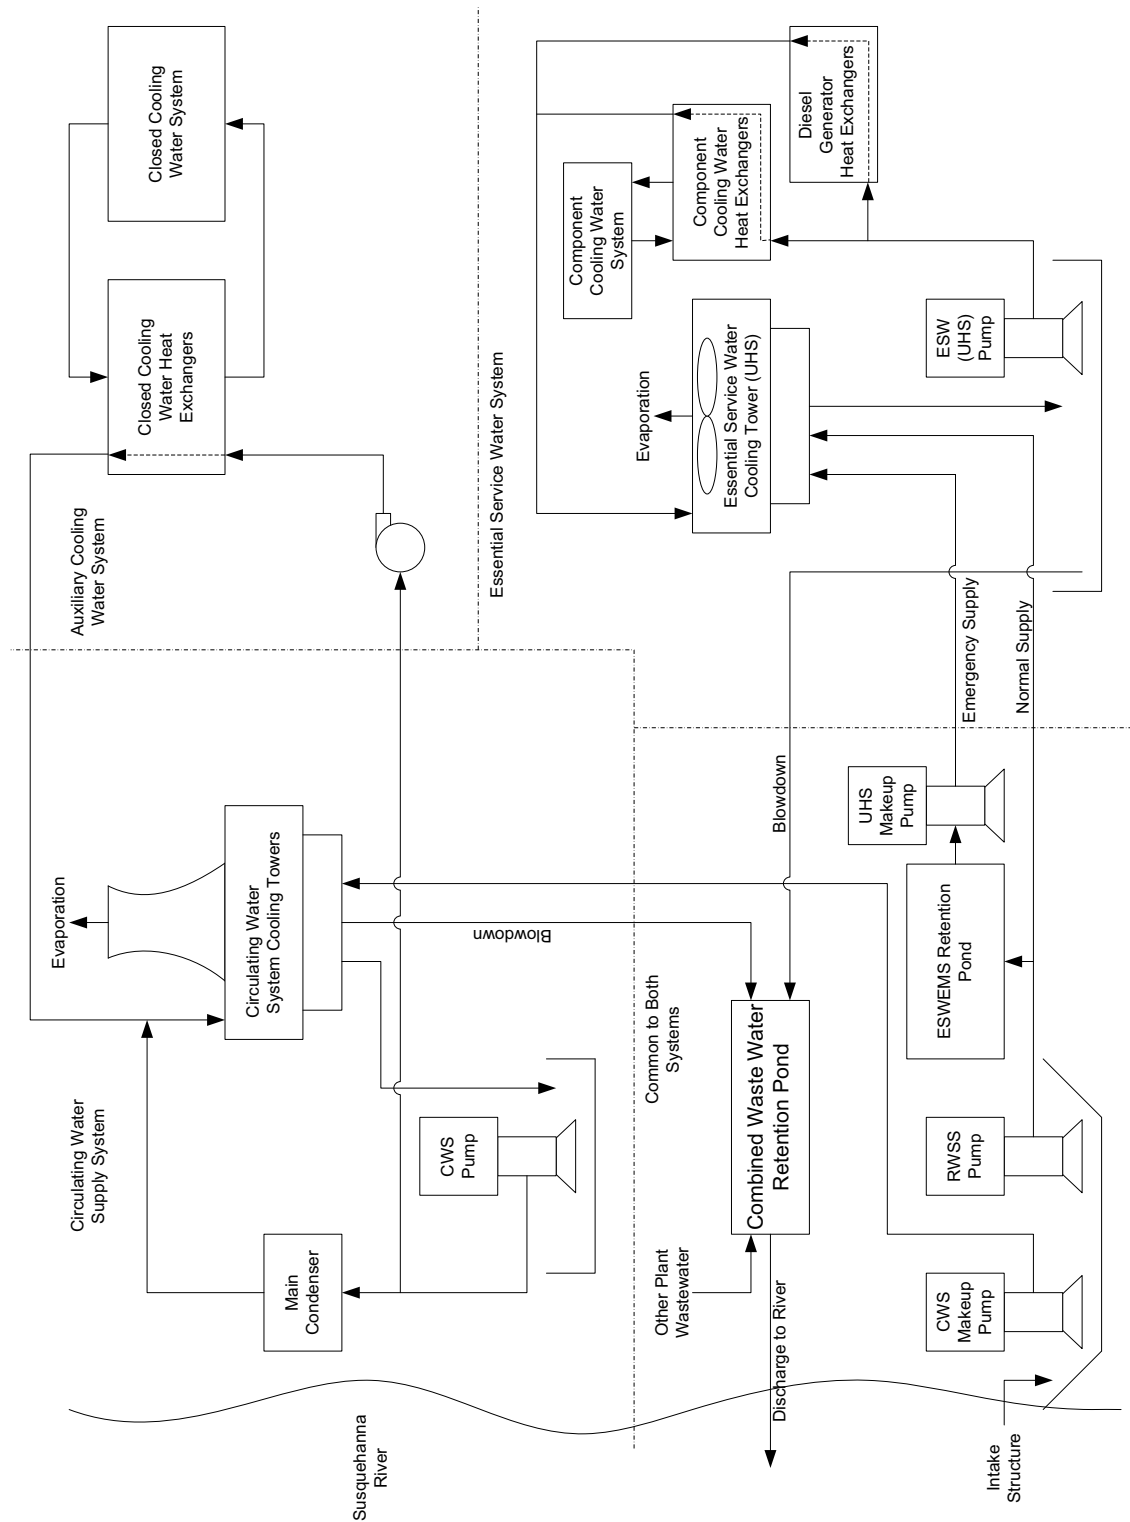 Susquehanna
River
Circulating Water
Supply System
Main
Condenser
CWS
Pump
Evaporation
Circulating Water
System Cooling Towers
Blowdown
Auxiliary Cooling
Water System
Closed Cooling
Water Heat
Exchangers
Closed Cooling
Water System
Essential Service Water System
Common to Both
Systems
Other Plant
Wastewater
Combined Waste Water
Retention Pond
Discharge to River
Blowdown
Intake
Structure
CWS
Makeup
Pump
RWSS
Pump
ESWEMS Retention
Pond
UHS
Makeup
Pump
Emergency Supply
Normal Supply
Evaporation
Essential Service Water
Cooling Tower (UHS)
Component
Cooling Water
System
Component
Cooling Water
Heat Exchangers
Diesel
Generator
Heat Exchangers
ESW
(UHS)
Pump